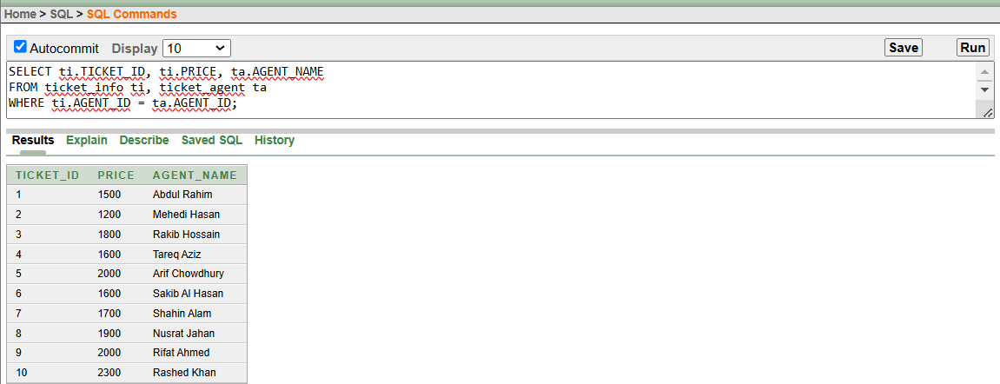 Home > SQL > SQL Commands
Autocommit Display 10 Save Run
SELECT ti.TICKET_ID, ti.PRICE, ta.AGENT_NAME
FROM ticket_info ti, ticket_agent ta
WHERE ti.AGENT_ID = ta.AGENT_ID;
Results Explain Describe Saved SQL History
TICKET_ID PRICE AGENT_NAME
1 1500 Abdul Rahim
2 1200 Mehedi Hasan
3 1800 Rakib Hossain
4 1600 Tareq Aziz
5 2000 Arif Chowdhury
6 1600 Sakib Al Hasan
7 1700 Shahin Alam
8 1900 Nusrat Jahan
9 2000 Rifat Ahmed
10 2300 Rashed Khan